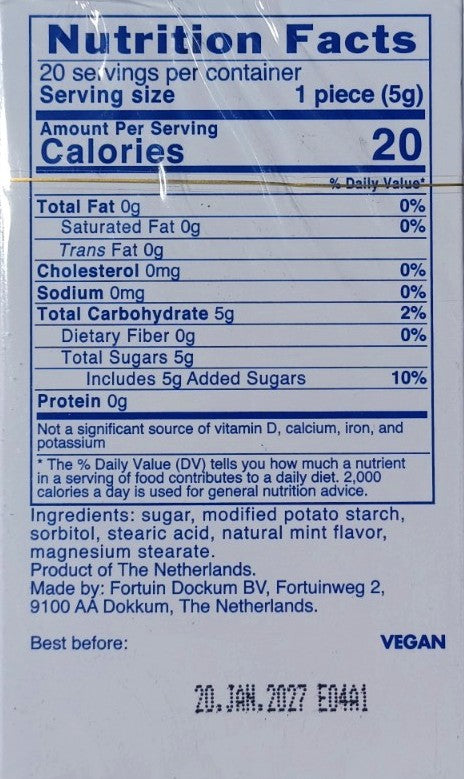 Nutrition Facts
20 servings per container
Serving size 1 piece (5g)
Amount Per Serving
Calories 20
% Daily Value*
Total Fat 0g 0%
Saturated Fat 0g 0%
Trans Fat 0g
Cholesterol 0mg 0%
Sodium 0mg 0%
Total Carbohydrate 5g 2%
Dietary Fiber 0g 0%
Total Sugars 5g
Includes 5g Added Sugars 10%
Protein 0g
Not a significant source of vitamin D, calcium, iron, and
potassium
* The % Daily Value (DV) tells you how much a nutrient
in a serving of food contributes to a daily diet. 2,000
calories a day is used for general nutrition advice.
Ingredients: sugar, modified potato starch,
sorbitol, stearic acid, natural mint flavor,
magnesium stearate.
Product of The Netherlands.
Made by: Fortuin Dockum BV, Fortuinweg 2,
9100 AA Dokkum, The Netherlands.
Best before: VEGAN
20.JAN.2027 E04A1